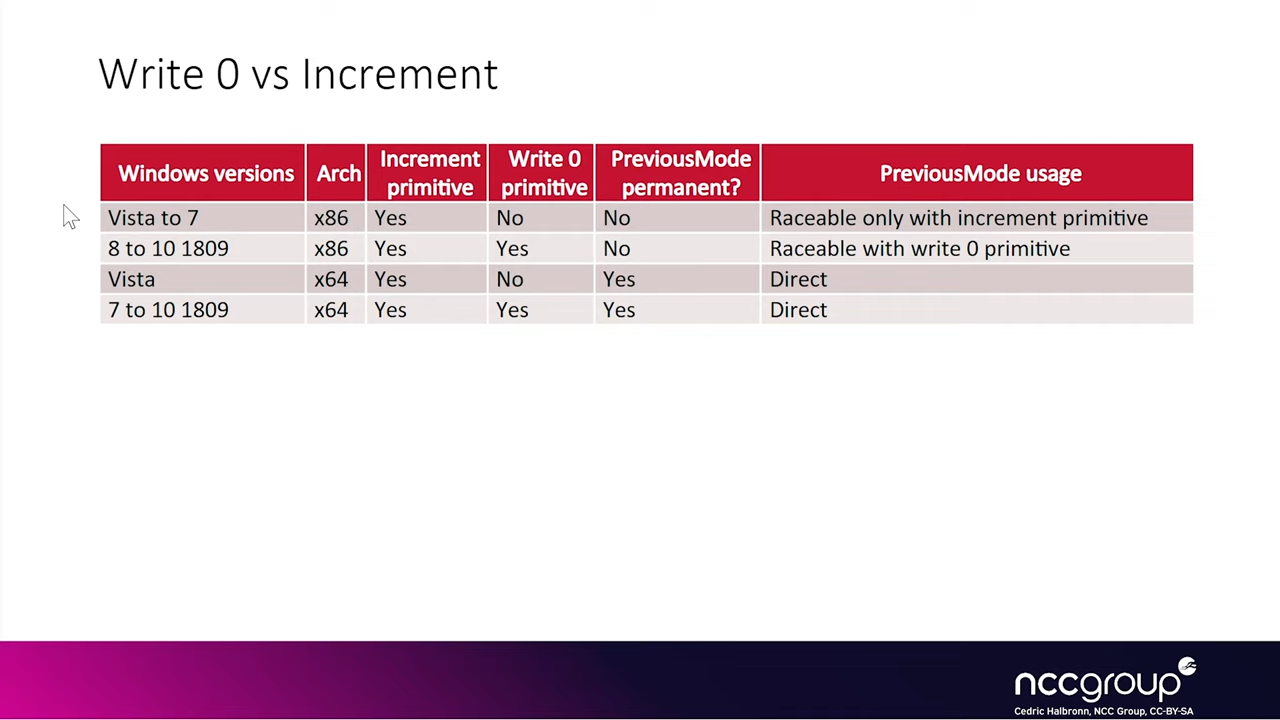 Write 0 vs Increment
Windows versions Arch Increment primitive Write 0 primitive PreviousMode permanent? PreviousMode usage
Vista to 7 x86 Yes No No Raceable only with increment primitive
8 to 10 1809 x86 Yes Yes No Raceable with write 0 primitive
Vista x64 Yes No Yes Direct
7 to 10 1809 x64 Yes Yes Yes Direct
nccgroup
Cedric Halbronn, NCC Group, CC-BY-SA